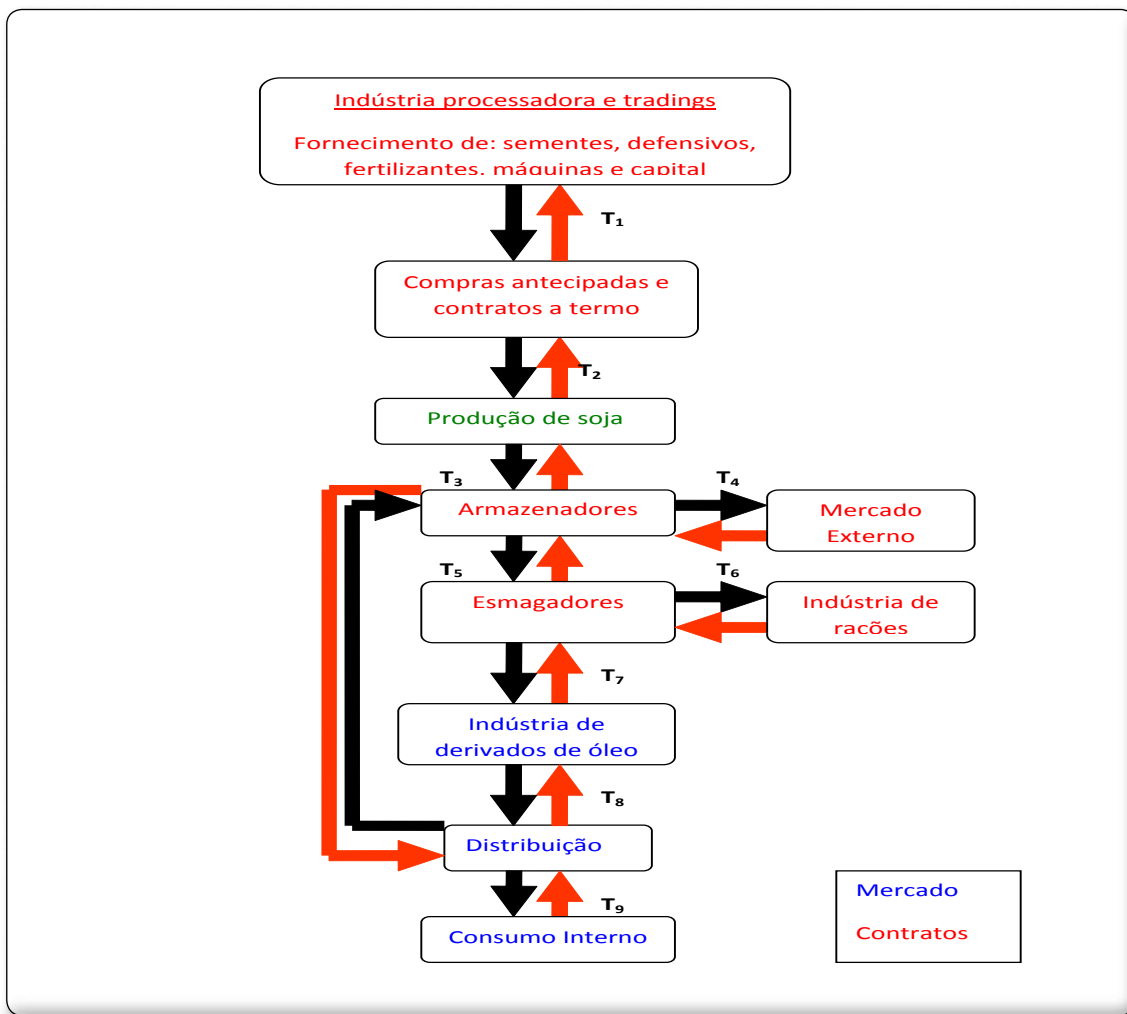 Indústria processadora e tradings
Fornecimento de: sementes, defensivos,
fertilizantes, máquinas e capital
T₁
Compras antecipadas e
contratos a termo
T₂
Produção de soja
T₃
T₄
Armazenadores
Mercado
Externo
T₅
T₆
Esmagadores
Indústria de
rações
T₇
Indústria de
derivados de óleo
T₈
Distribuição
T₉
Consumo Interno
Mercado
Contratos